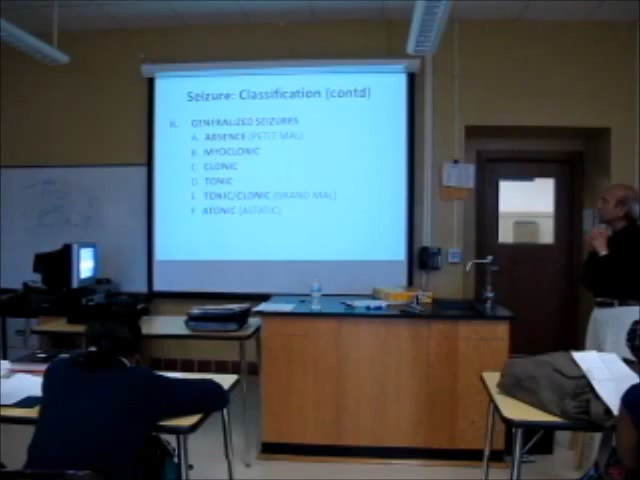 Seizure: Classification (contd)
II. GENERALIZED SEIZURES
A. ABSENCE (PETIT MAL)
B. MYOCLONIC
C. CLONIC
D. TONIC
E. TONIC/CLONIC (GRAND MAL)
F. ATONIC (ASTATIC)